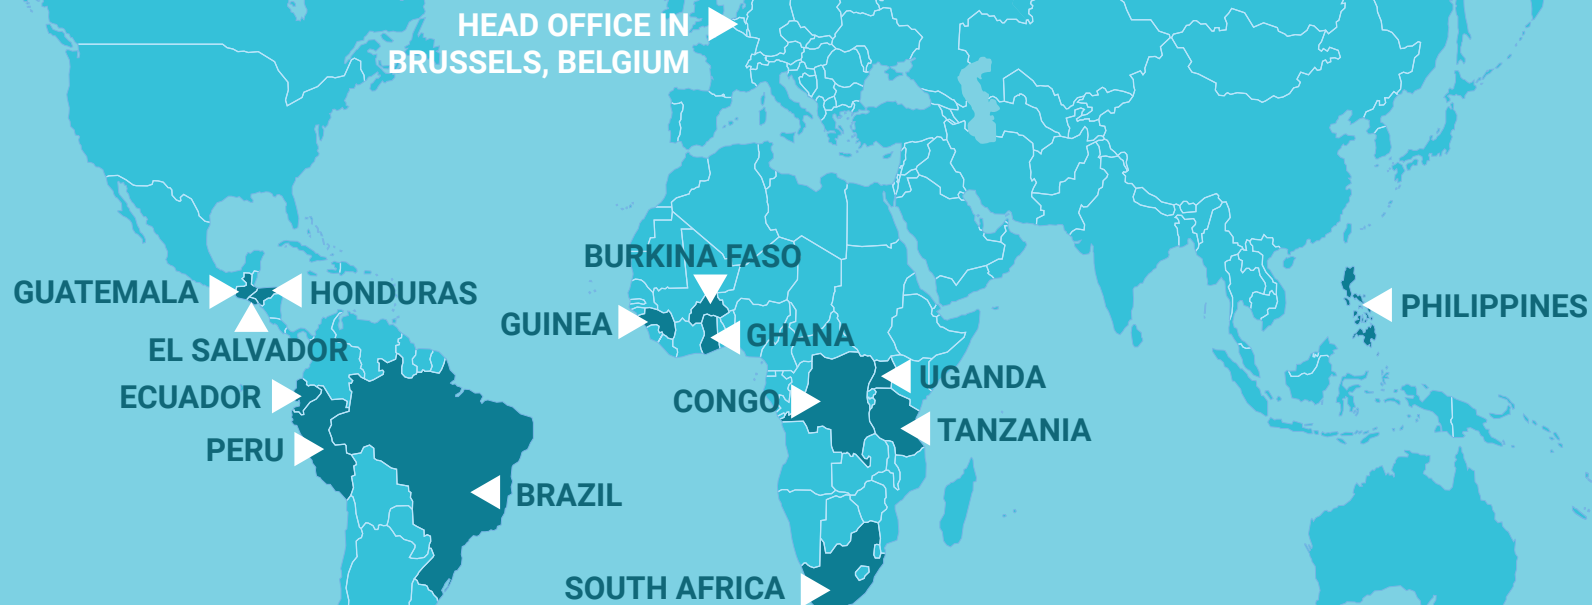 HEAD OFFICE IN
BRUSSELS, BELGIUM
BURKINA FASO
GUATEMALA
HONDURAS
PHILIPPINES
GUINEA
GHANA
EL SALVADOR
UGANDA
ECUADOR
CONGO
TANZANIA
PERU
BRAZIL
SOUTH AFRICA